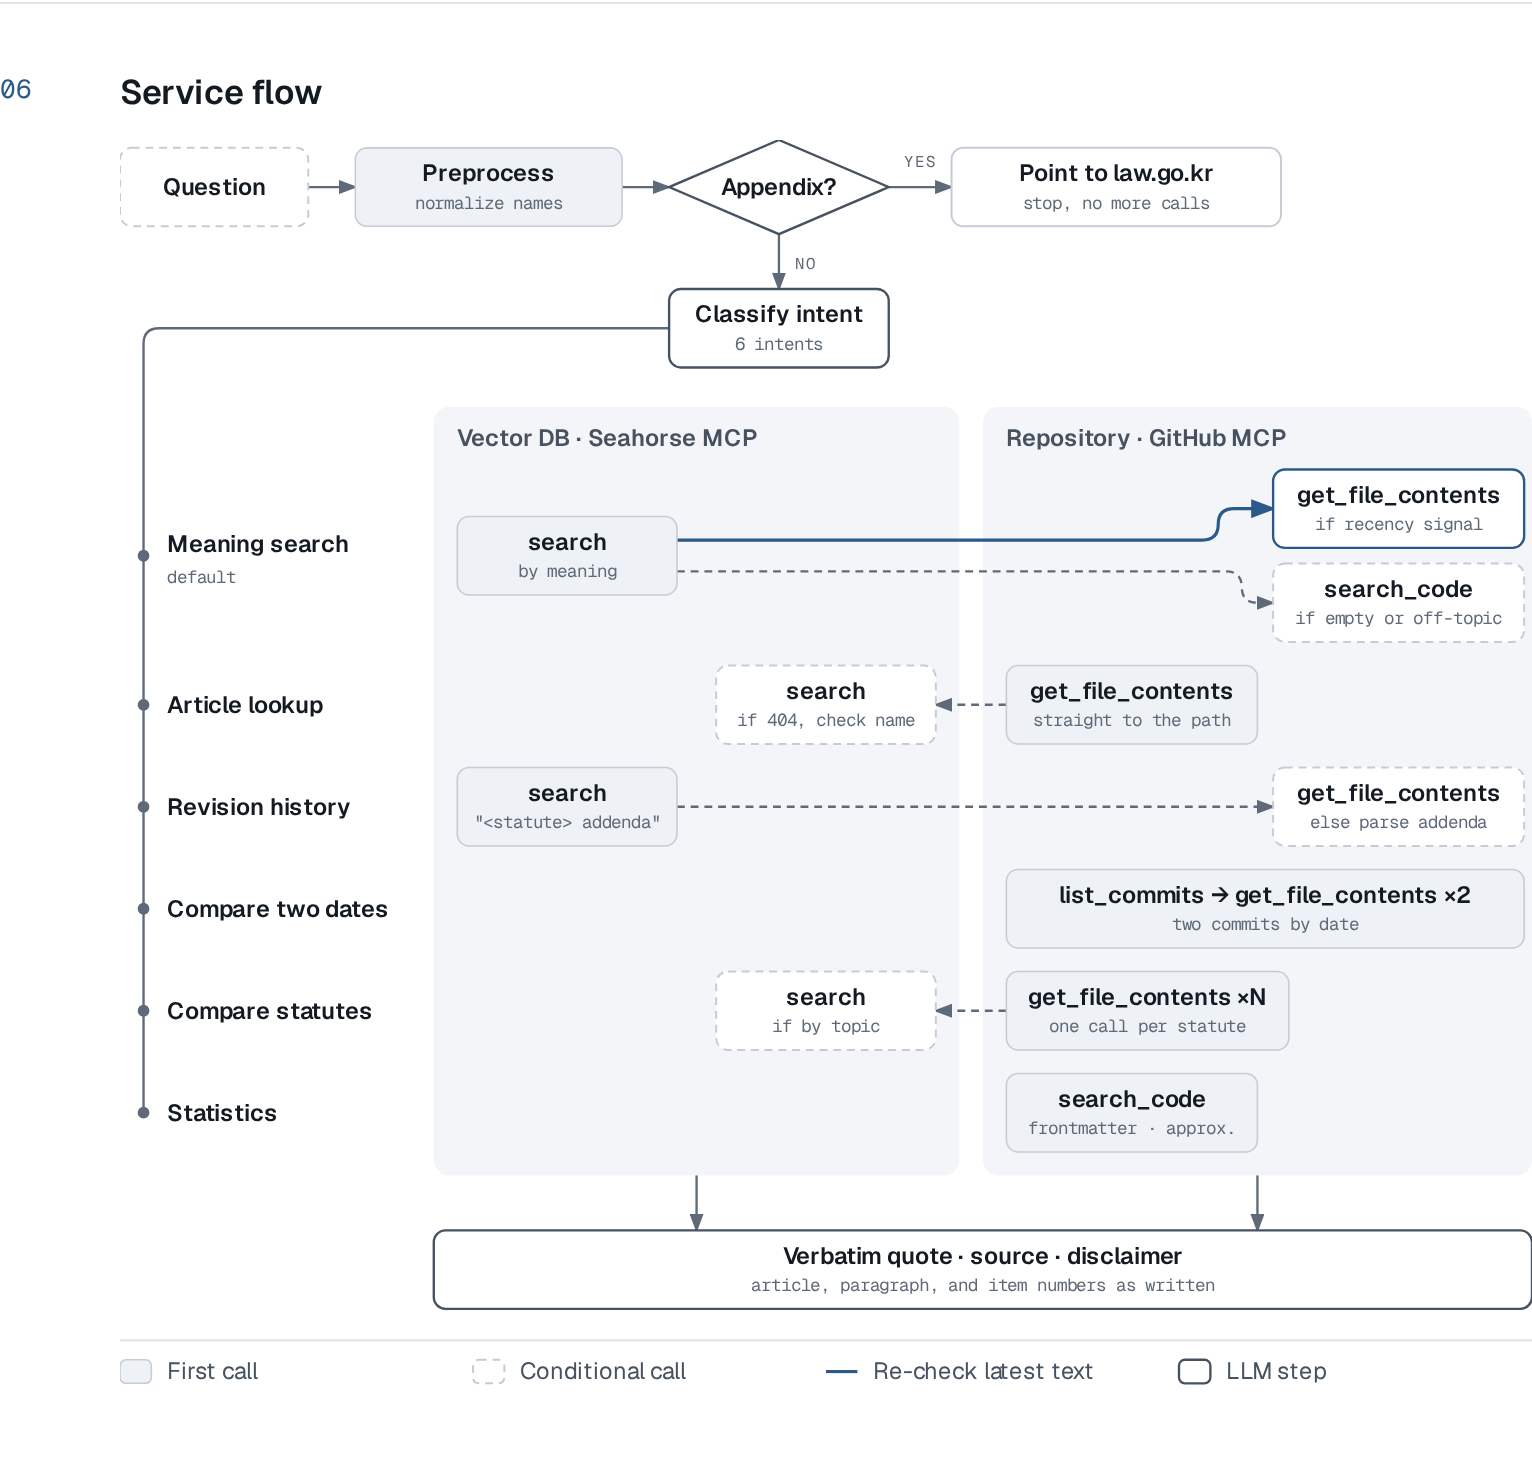 06
Service flow
Question
Preprocess
normalize names
Appendix?
YES
Point to law.go.kr
stop, no more calls
NO
Classify intent
6 intents
Vector DB · Seahorse MCP
Repository · GitHub MCP
Meaning search
default
search
by meaning
get_file_contents
if recency signal
search_code
if empty or off-topic
Article lookup
search
if 404, check name
get_file_contents
straight to the path
Revision history
search
"<statute> addenda"
get_file_contents
else parse addenda
Compare two dates
list_commits → get_file_contents ×2
two commits by date
Compare statutes
search
if by topic
get_file_contents ×N
one call per statute
Statistics
search_code
frontmatter · approx.
Verbatim quote · source · disclaimer
article, paragraph, and item numbers as written
First call
Conditional call
Re-check latest text
LLM step